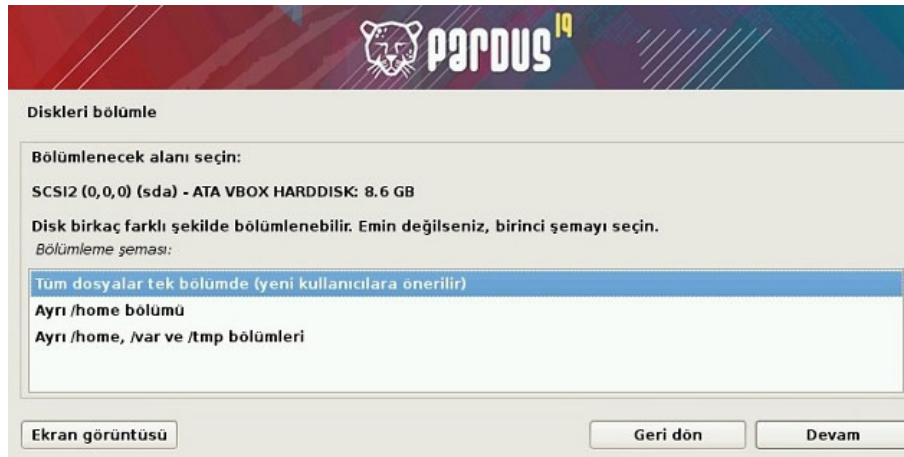 Pardus 19
Diskleri bölümle
Bölümlenecek alanı seçin:
SCSI2 (0,0,0) (sda) - ATA VBOX HARDDISK: 8.6 GB
Disk birkaç farklı şekilde bölümlenebilir. Emin değilseniz, birinci şemayı seçin.
Bölümleme şeması:
Tüm dosyalar tek bölümde (yeni kullanıcılara önerilir)
Ayrı /home bölümü
Ayrı /home, /var ve /tmp bölümleri
Ekran görüntüsü
Geri dön
Devam